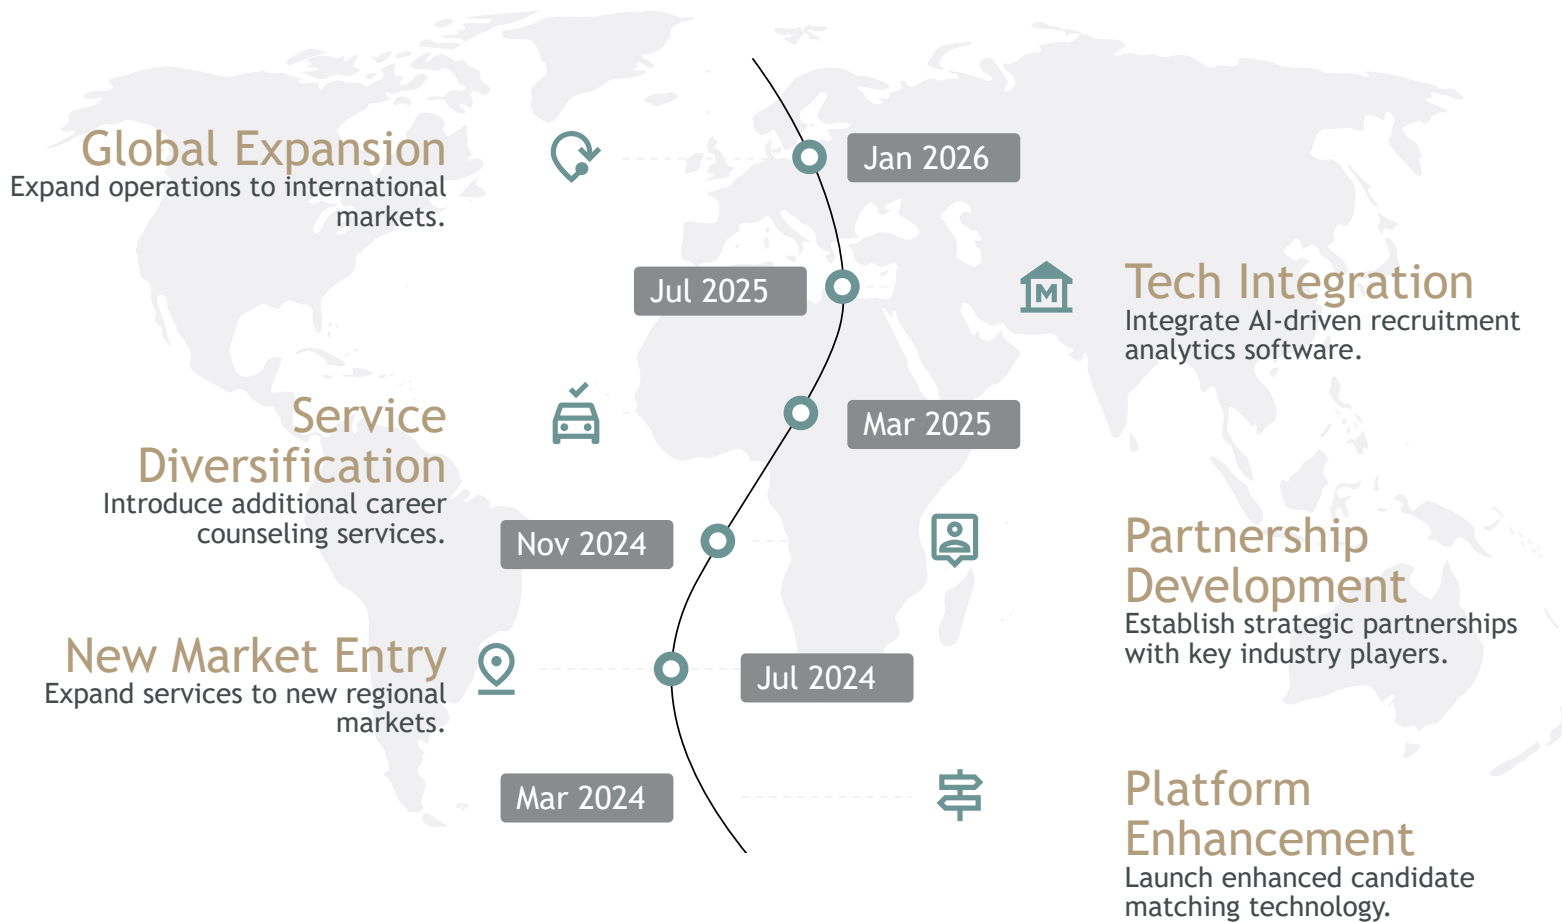 Global Expansion
Expand operations to international
markets.
Jan 2026
Jul 2025
Tech Integration
Integrate AI-driven recruitment
analytics software.
Service
Diversification
Introduce additional career
counseling services.
Mar 2025
Nov 2024
Partnership
Development
Establish strategic partnerships
with key industry players.
New Market Entry
Expand services to new regional
markets.
Jul 2024
Mar 2024
Platform
Enhancement
Launch enhanced candidate
matching technology.